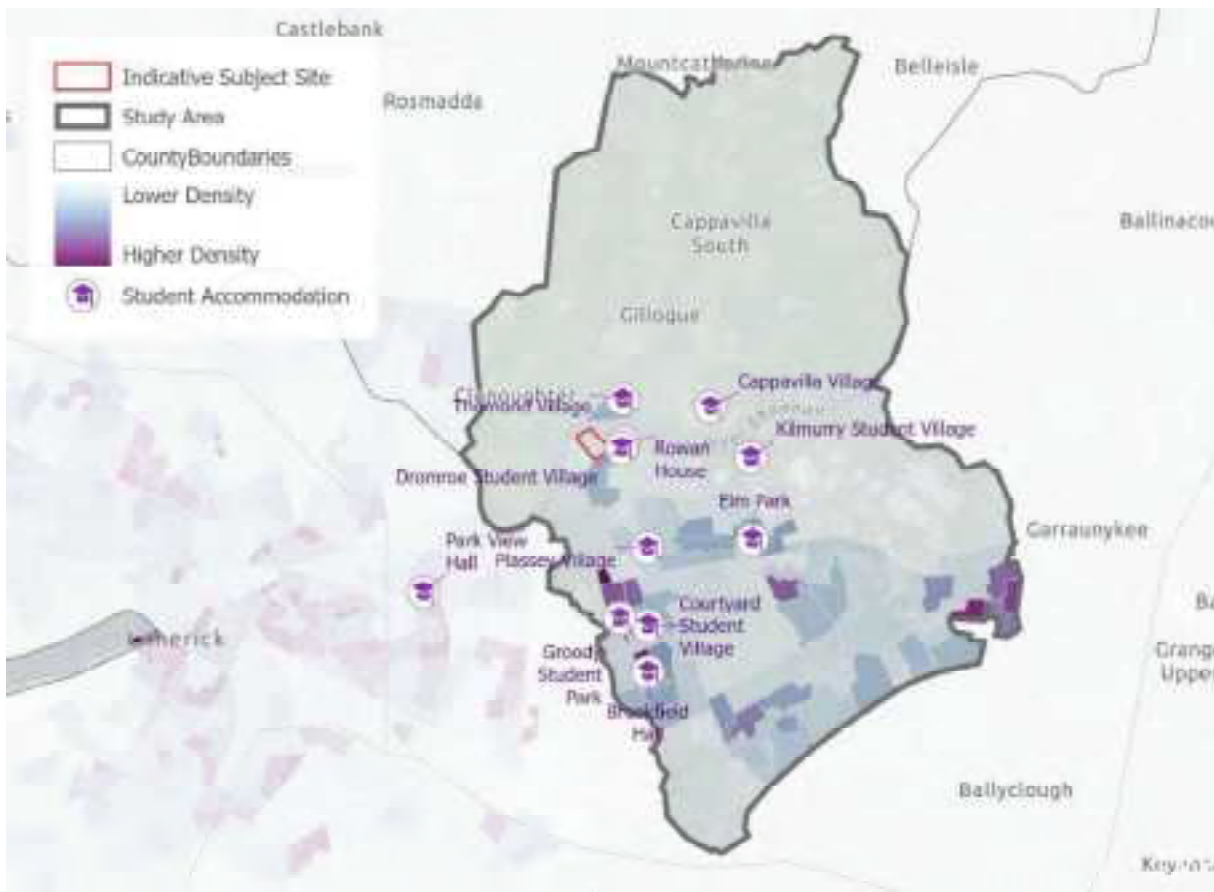 Castlebank
Indicative Subject Site
Study Area
CountyBoundaries
Lower Density
Higher Density
Student Accommodation
Rosmadda
Belleisle
Cappavilla
South
Gillogue
Thomond Village
Cappavilla Village
Kilmurry Student Village
Rowan
House
Dromroe Student Village
Elm Park
Garraunykee
Park View
Hall
Plassey Village
Limerick
Courtyard
Student
Village
Groody
Student
Park
Brookfield
Hall
Upper
Ballyclough